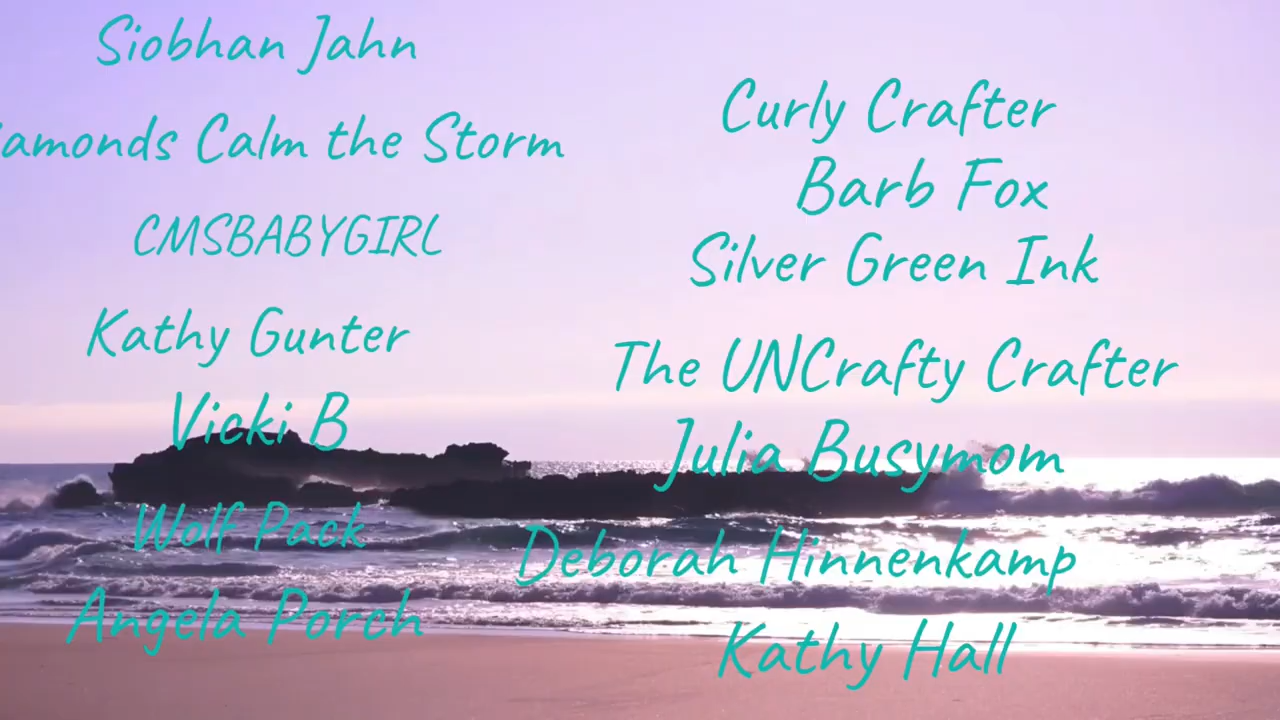 Siobhan Jahn
amonds Calm the Storm
CMSBABYGIRL
Kathy Gunter
Vicki B
Wolf Pack
Angela Porch
Curly Crafter
Barb Fox
Silver Green Ink
The UNCrafty Crafter
Julia Busymom
Deborah Hinnenkamp
Kathy Hall